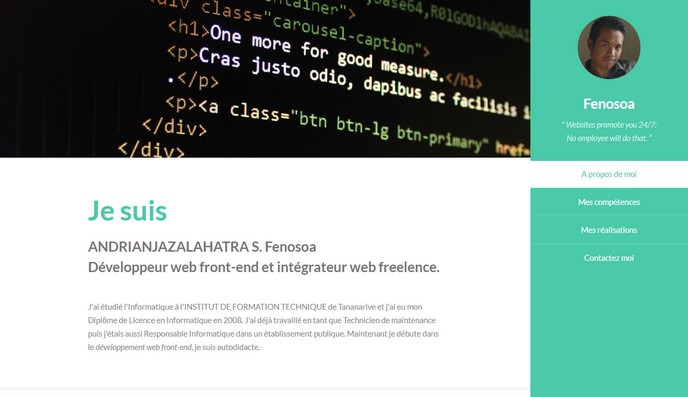 div class="
container">
base64,R0lGODlhAQABAI
class="carousel-caption">
<h1>One more for good measure.</h1>
<p>Cras justo odio, dapibus ac facilisis i
.</p>
<p><a class="btn btn-lg btn-primary" href=
</div>
</div>
Fenosoa
" Websites promote you 24/7:
No employee will do that. "
A propos de moi
Mes compétences
Mes réalisations
Contactez moi
Je suis
ANDRIANJAZALAHATRA S. Fenosoa
Développeur web front-end et intégrateur web freelence.
J'ai étudié l'Informatique à l'INSTITUT DE FORMATION TECHNIQUE de Tananarive et j'ai eu mon
Diplôme de Licence en Informatique en 2008. J'ai déjà travaillé en tant que Technicien de maintenance
puis j'étais aussi Responsable Informatique dans un établissement publique. Maintenant je débute dans
le développement web front-end, je suis autodidacte.